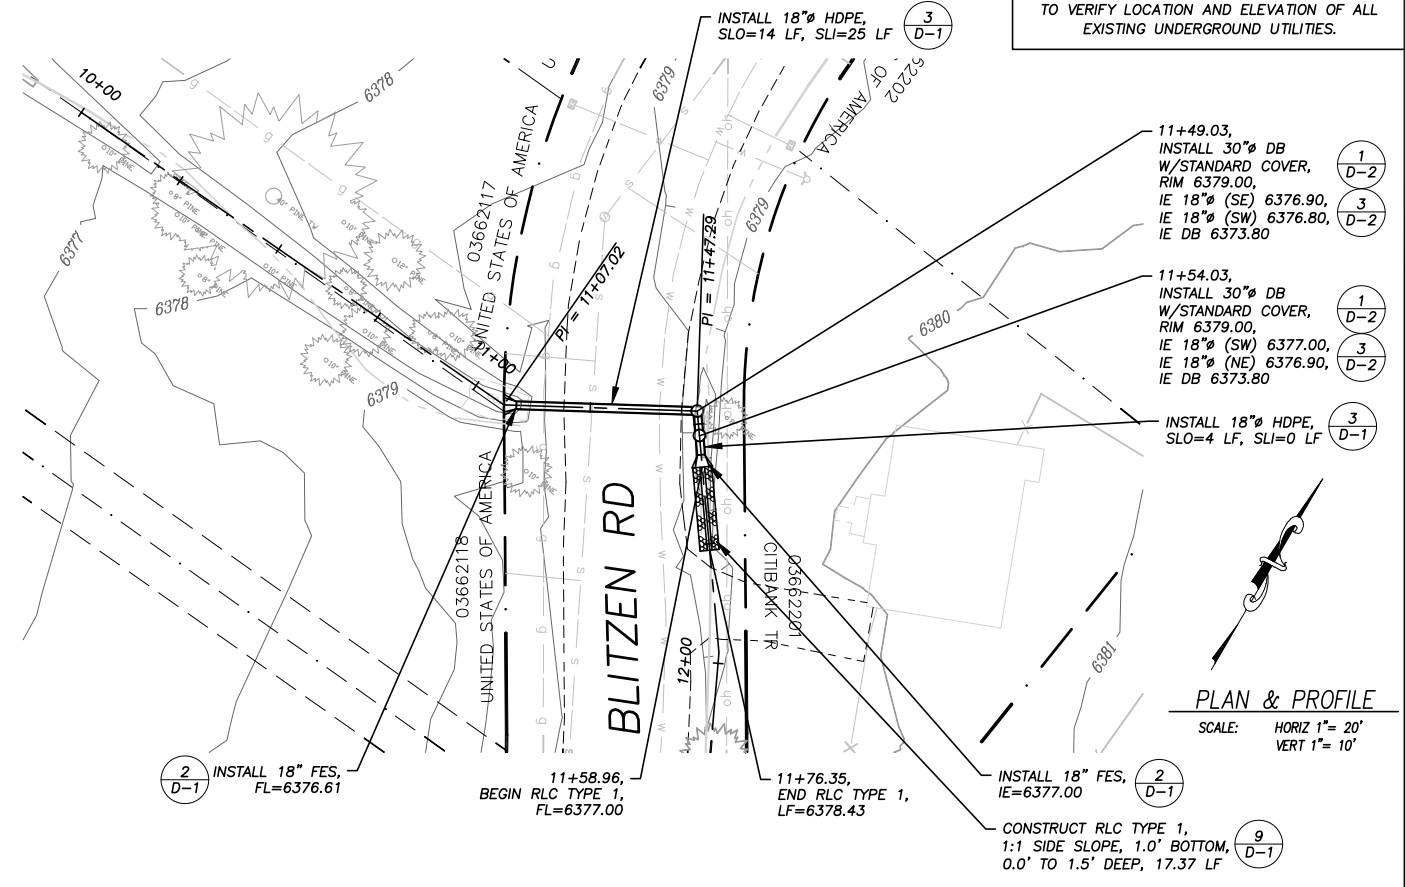 INSTALL 18"ø HDPE,
SLO=14 LF, SLI=25 LF
3
D-1
TO VERIFY LOCATION AND ELEVATION OF ALL
EXISTING UNDERGROUND UTILITIES.
10+00
6378
6379
62202
OF AMERICA
11+49.03,
INSTALL 30"ø DB
W/STANDARD COVER,
RIM 6379.00,
IE 18"ø (SE) 6376.90,
IE 18"ø (SW) 6376.80,
IE DB 6373.80
1
D-2
3
D-2
03662117
UNITED STATES OF AMERICA
6377
6378
6379
PI = 11+07.02
PI = 11+47.29
11+00
6379
6380
11+54.03,
INSTALL 30"ø DB
W/STANDARD COVER,
RIM 6379.00,
IE 18"ø (SW) 6377.00,
IE 18"ø (NE) 6376.90,
IE DB 6373.80
1
D-2
3
D-2
INSTALL 18"ø HDPE,
SLO=4 LF, SLI=0 LF
3
D-1
03662118
UNITED STATES OF AMERICA
BLITZEN RD
03662201
CITIBANK TR
12+00
6381
PLAN & PROFILE
SCALE: HORIZ 1"= 20'
VERT 1"= 10'
2
D-1
INSTALL 18" FES,
FL=6376.61
11+58.96,
BEGIN RLC TYPE 1,
FL=6377.00
11+76.35,
END RLC TYPE 1,
LF=6378.43
INSTALL 18" FES,
IE=6377.00
2
D-1
CONSTRUCT RLC TYPE 1,
1:1 SIDE SLOPE, 1.0' BOTTOM,
0.0' TO 1.5' DEEP, 17.37 LF
9
D-1